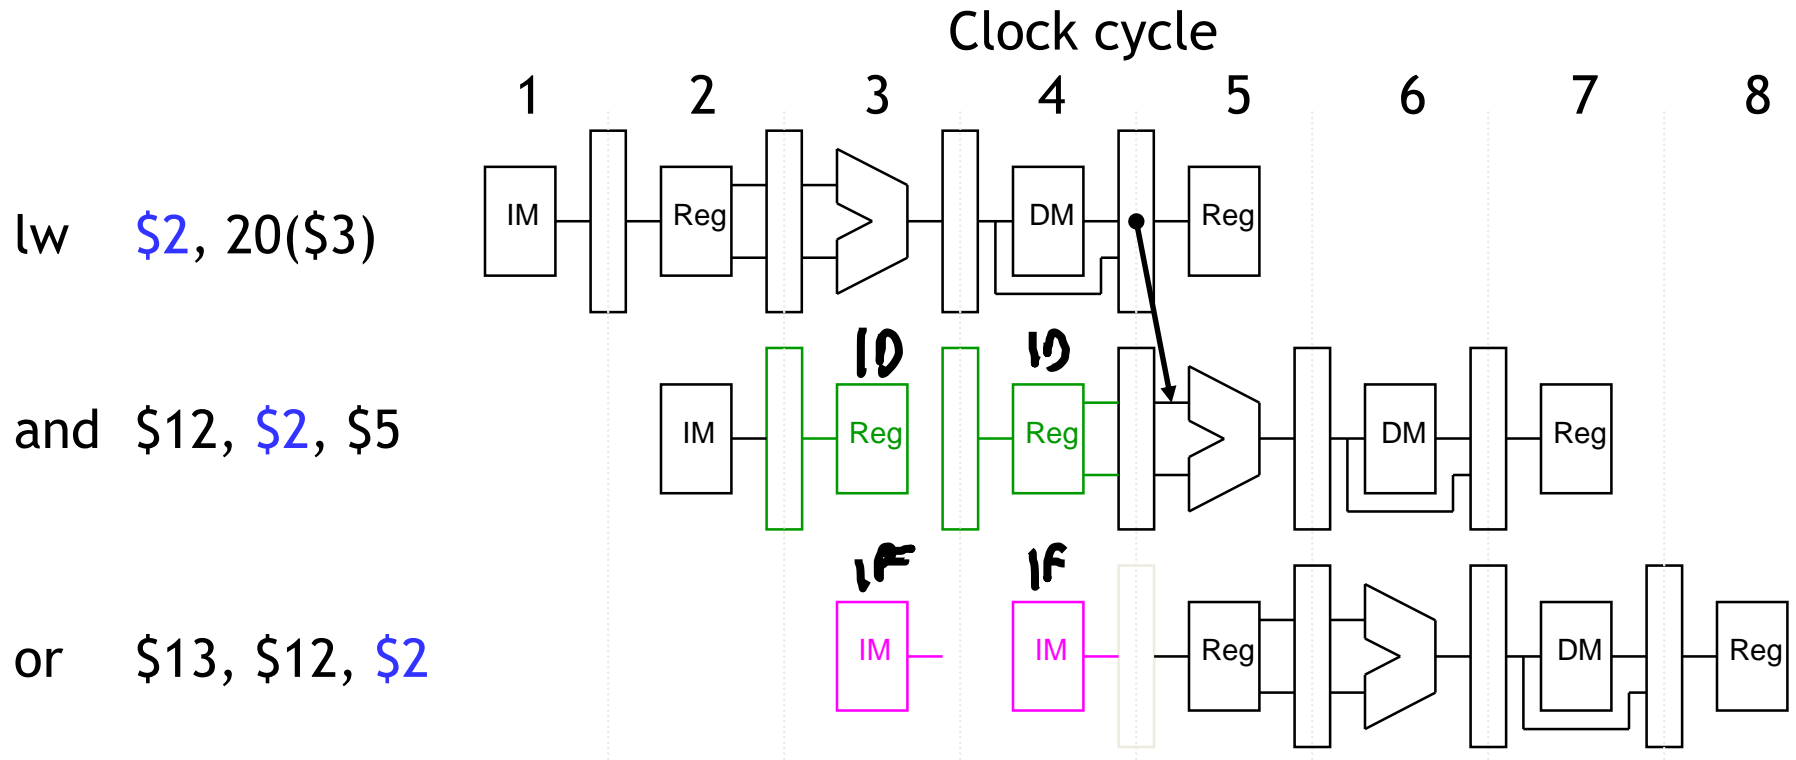 Clock cycle
1 2 3 4 5 6 7 8
lw $2, 20($3) IM Reg DM Reg
ID ID
and $12, $2, $5 IM Reg Reg DM Reg
IF IF
or $13, $12, $2 IM IM Reg DM Reg